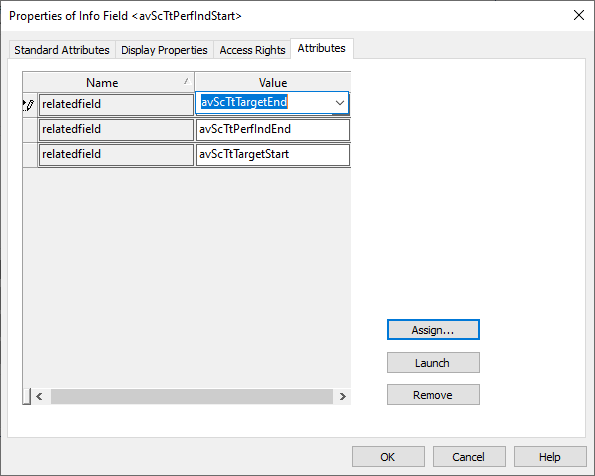 Properties of Info Field <avScTtPerfIndStart>
Standard Attributes Display Properties Access Rights Attributes
Name Value
relatedfield avScTtTargetEnd
relatedfield avScTtPerfIndEnd
relatedfield avScTtTargetStart
Assign...
Launch
Remove
OK Cancel Help